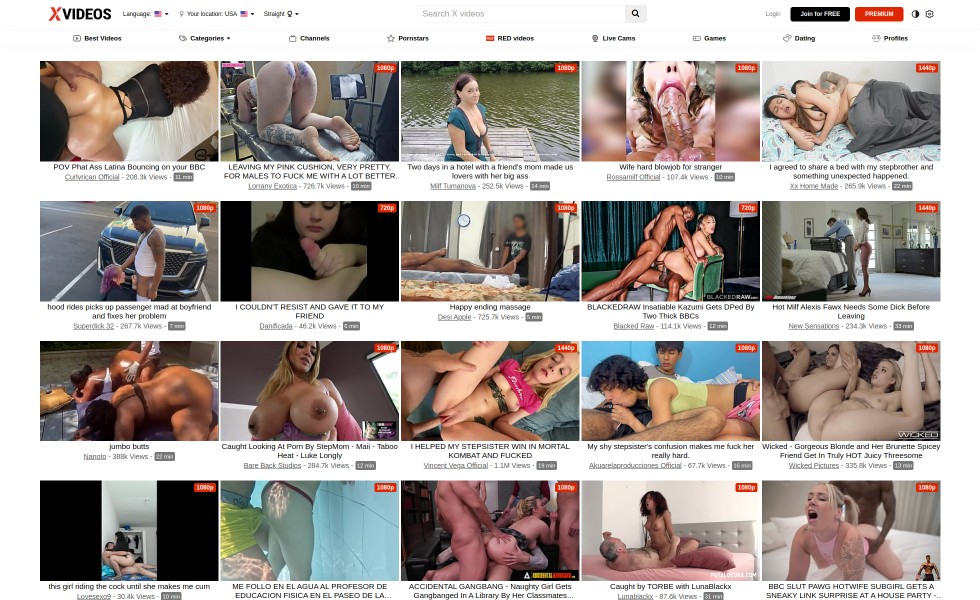 XVIDEOS
Language:
Your location: USA
Straight
Search X videos
Login
Join for FREE
PREMIUM
Best Videos
Categories
Channels
Pornstars
RED videos
Live Cams
Games
Dating
Profiles
1080p
1080p
1080p
1440p
POV Phat Ass Latina Bouncing on your BBC
Curlyrican Official - 208.3k Views - 11 min
LEAVING MY PINK CUSHION, VERY PRETTY,
FOR MALES TO FUCK ME WITH A LOT BETTER.
Lorrany Exotica - 726.7k Views - 10 min
Two days in a hotel with a friend's mom made us
lovers with her big ass
Milf Tumanova - 252.5k Views - 14 min
Wife hard blowjob for stranger
Rossamilf Official - 107.4k Views - 10 min
I agreed to share a bed with my stepbrother and
something unexpected happened.
Xx Home Made - 265.9k Views - 22 min
1080p
720p
1080p
720p
BLACKEDRAW.COM
1440p
hood rides picks up passenger mad at boyfriend
and fixes her problem
Superdick 32 - 267.7k Views - 7 min
I COULDN'T RESIST AND GAVE IT TO MY
FRIEND
Danificada - 46.2k Views - 6 min
Happy ending massage
Desi Apple - 725.7k Views - 5 min
BLACKEDRAW Insatiable Kazumi Gets DPed By
Two Thick BBCs
Blacked Raw - 114.1k Views - 12 min
Hot Milf Alexis Fawx Needs Some Dick Before
Leaving
New Sensations - 234.3k Views - 33 min
1080p
1440p
1080p
1080p
WICKED
jumbo butts
Nanoto - 388k Views - 22 min
Caught Looking At Porn By StepMom - Maii - Taboo
Heat - Luke Longly
Bare Back Studios - 284.7k Views - 12 min
I HELPED MY STEPSISTER WIN IN MORTAL
KOMBAT AND FUCKED
Vincent Vega Official - 1.1M Views - 19 min
My shy stepsister's confusion makes me fuck her
really hard.
Akuarelaproducciones Official - 67.7k Views - 16 min
Wicked - Gorgeous Blonde and Her Brunette Spicey
Friend Get In Truly HOT Juicy Threesome
Wicked Pictures - 335.8k Views - 13 min
1080p
1080p
1080p
1080p
1080p
this girl riding the cock until she makes me cum
Lovesexo9 - 30.4k Views - 10 min
ME FOLLO EN EL AGUA AL PROFESOR DE
EDUCACION FISICA EN EL PASEO DE LA...
ACCIDENTAL GANGBANG - Naughty Girl Gets
Gangbanged In A Library By Her Classmates...
Caught by TORBE with LunaBlackx
Lunablackx - 87.6k Views - 31 min
BBC SLUT PAWG HOTWIFE SUBGIRL GETS A
SNEAKY LINK SURPRISE AT A HOUSE PARTY -..